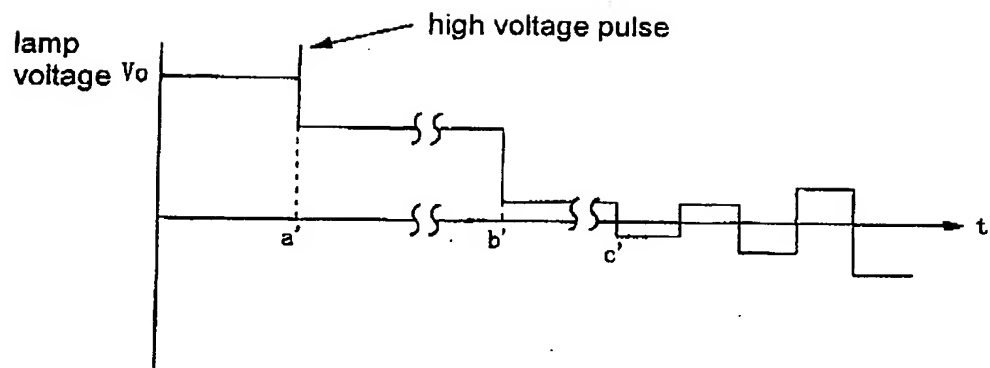 high voltage pulse
lamp
voltage Vo
a'
b'
c'
t